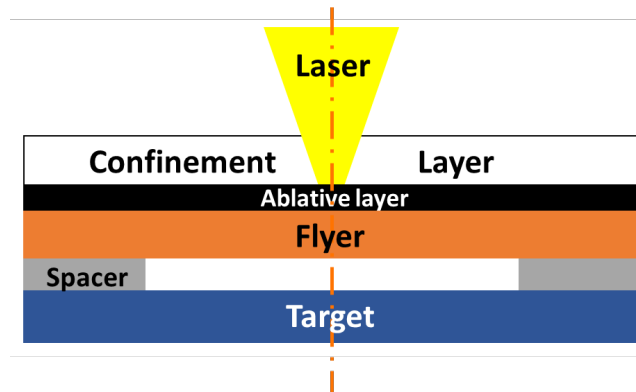 Laser
Confinement Layer
Ablative layer
Flyer
Spacer
Target